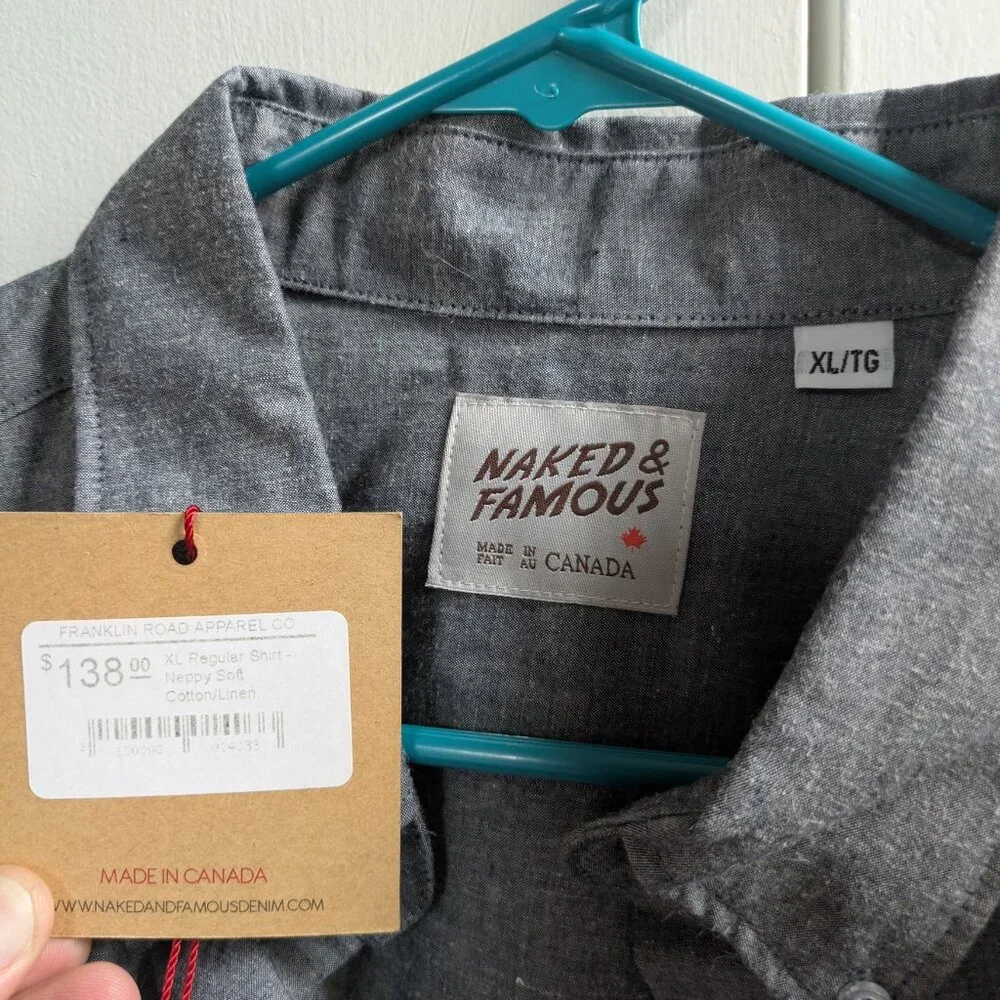 XL/TG
NAKED &
FAMOUS
MADE IN
FAIT AU CANADA
FRANKLIN ROAD APPAREL CO
$138.00 XL Regular Shirt -
Neppy Soft
Cotton/Linen
MADE IN CANADA
WWW.NAKEDANDFAMOUSDENIM.COM